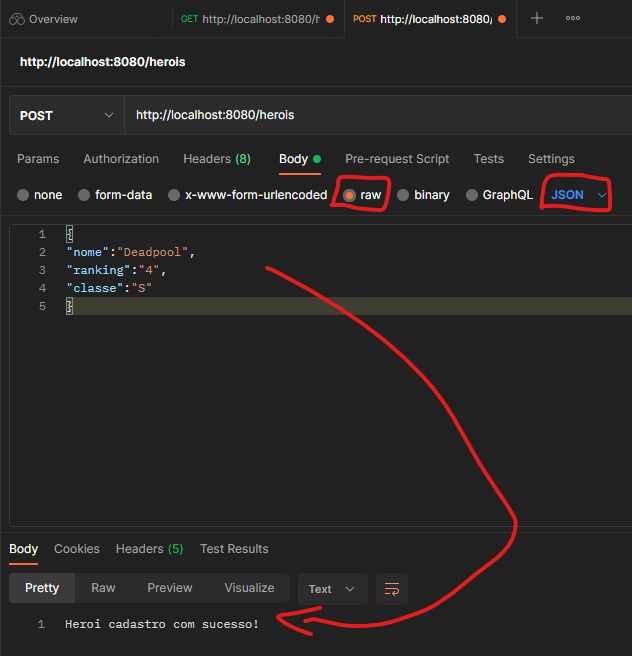 Overview GET http://localhost:8080/h POST http://localhost:8080/
http://localhost:8080/herois
POST http://localhost:8080/herois
Params Authorization Headers (8) Body Pre-request Script Tests Settings
none form-data x-www-form-urlencoded raw binary GraphQL JSON
1 {
2 "nome":"Deadpool",
3 "ranking":"4",
4 "classe":"S"
5 }
Body Cookies Headers (5) Test Results
Pretty Raw Preview Visualize Text
1 Heroi cadastro com sucesso!